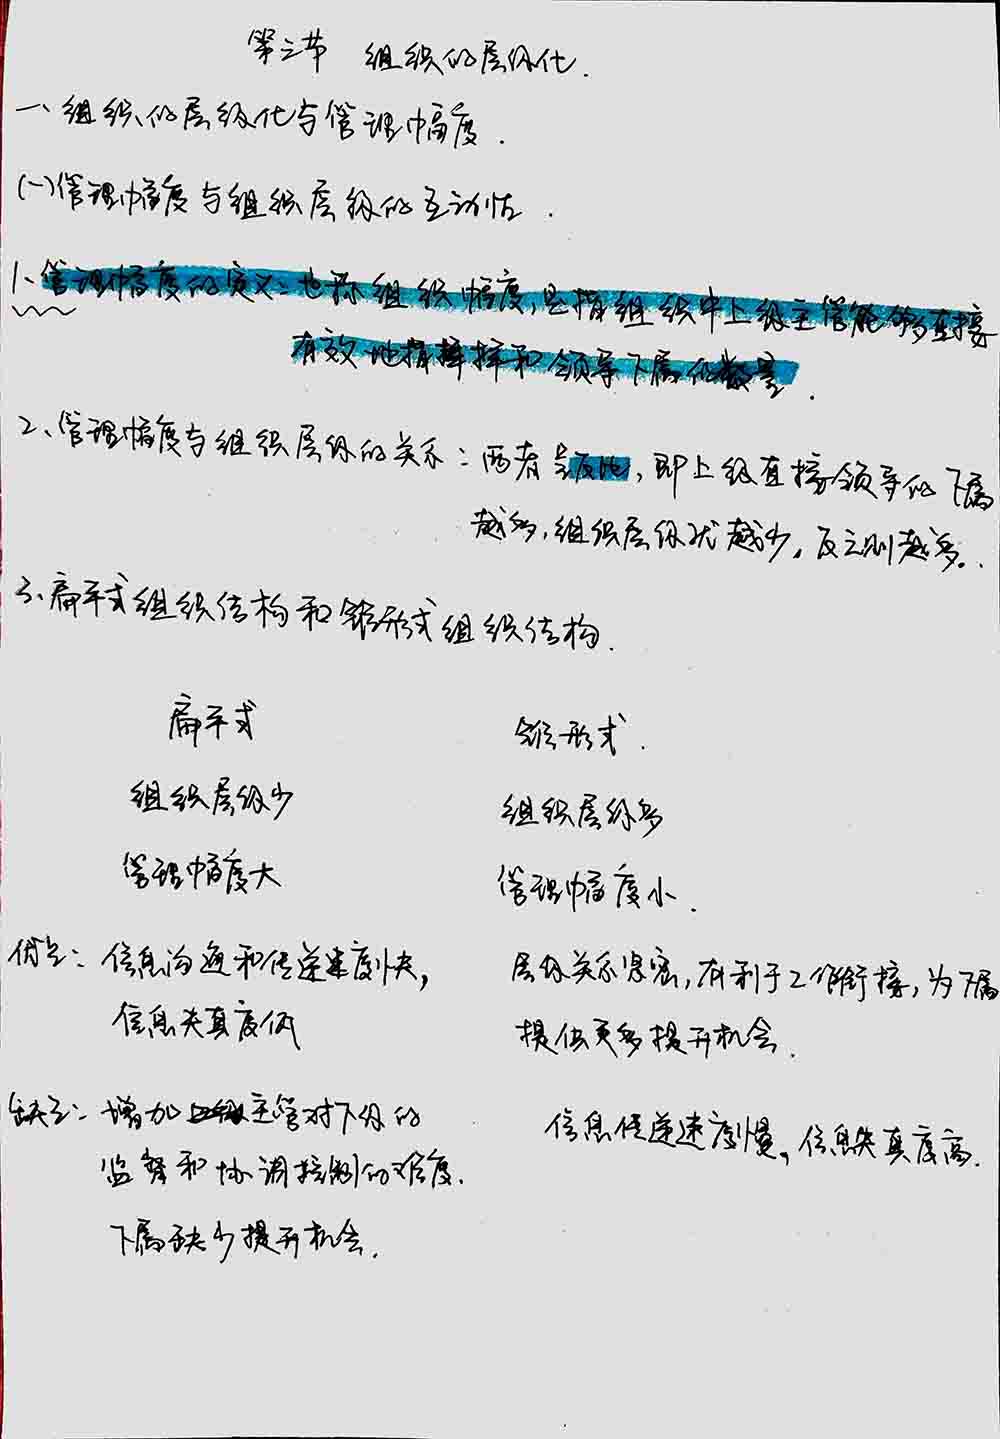 第三节 组织的层级化.
一、组织的层级化与管理幅度.
(一)管理幅度与组织层级的互动性.
1、管理幅度的定义:也称组织幅度,是指组织中上级主管能够直接
有效地指挥和领导下属的数量.
2、管理幅度与组织层级的关系:两者呈反比,即上级直接领导的下属
越多,组织层级就越少,反之则越多.
3、扁平式组织结构和锥形式组织结构.
扁平式 锥形式.
组织层级少 组织层级多
管理幅度大 管理幅度小.
优点:信息沟通和传递速度快, 层级关系紧密,有利于工作衔接,为下属
信息失真度低 提供更多提升机会.
缺点:增加主管对下级的 信息传递速度慢,信息失真度高.
监督和协调控制的难度.
下属缺少提升机会.